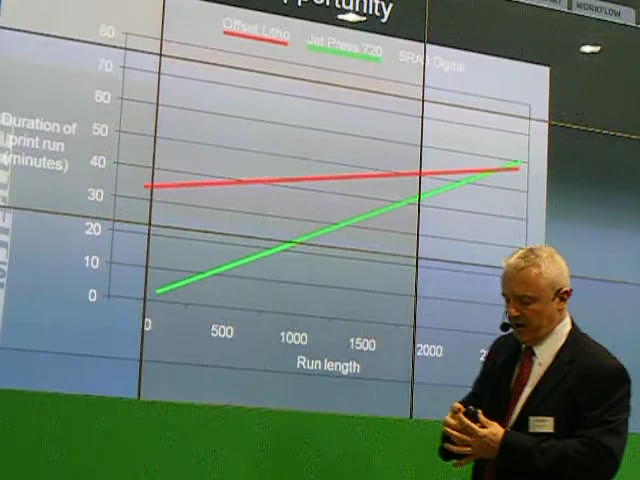 WORKFLOW
Offset Litho
Jet Press 720
SRA3 Digital
80
70
60
50
40
30
20
10
0
Duration of
print run
(minutes)
0
500
1000
1500
2000
Run length